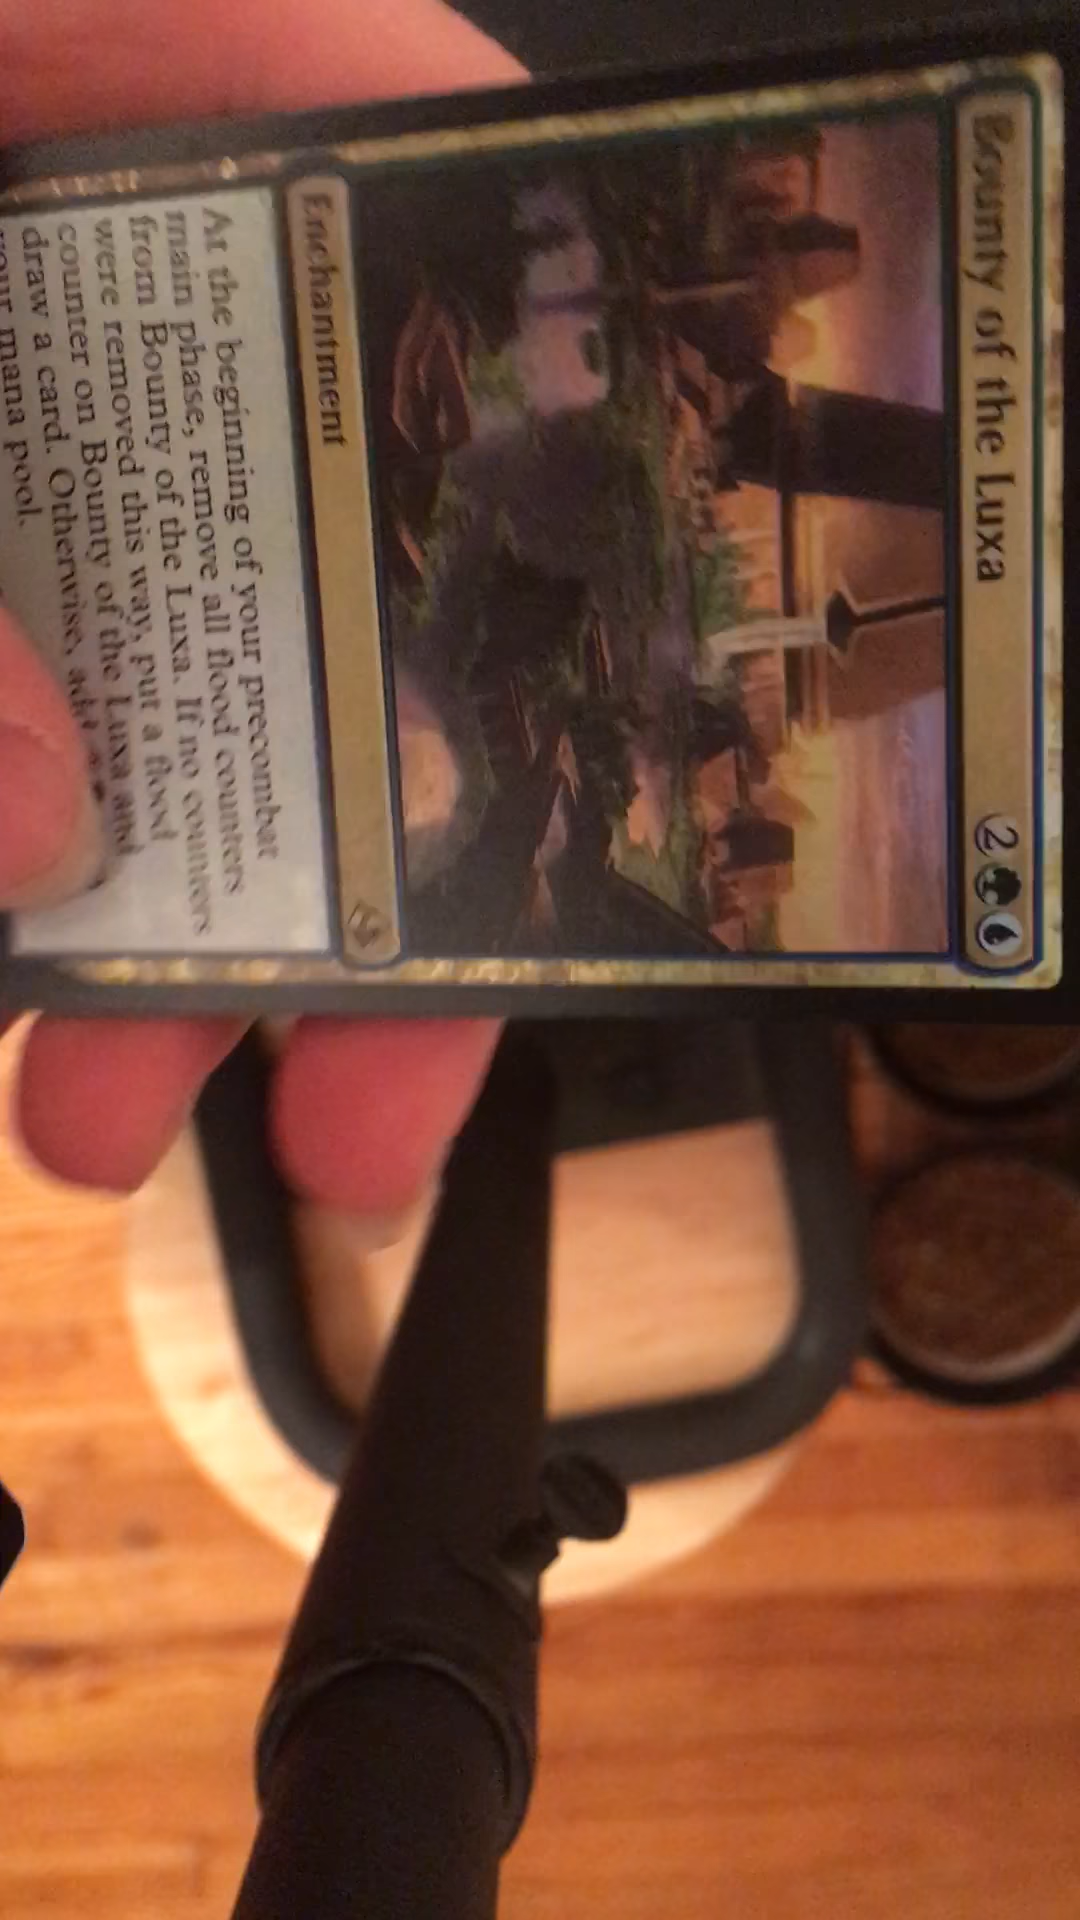 Bounty of the Luxa 2
Enchantment
At the beginning of your precombat
main phase, remove all flood counters
from Bounty of the Luxa. If no counters
were removed this way, put a flood
counter on Bounty of the Luxa and
draw a card. Otherwise, add
your mana pool.